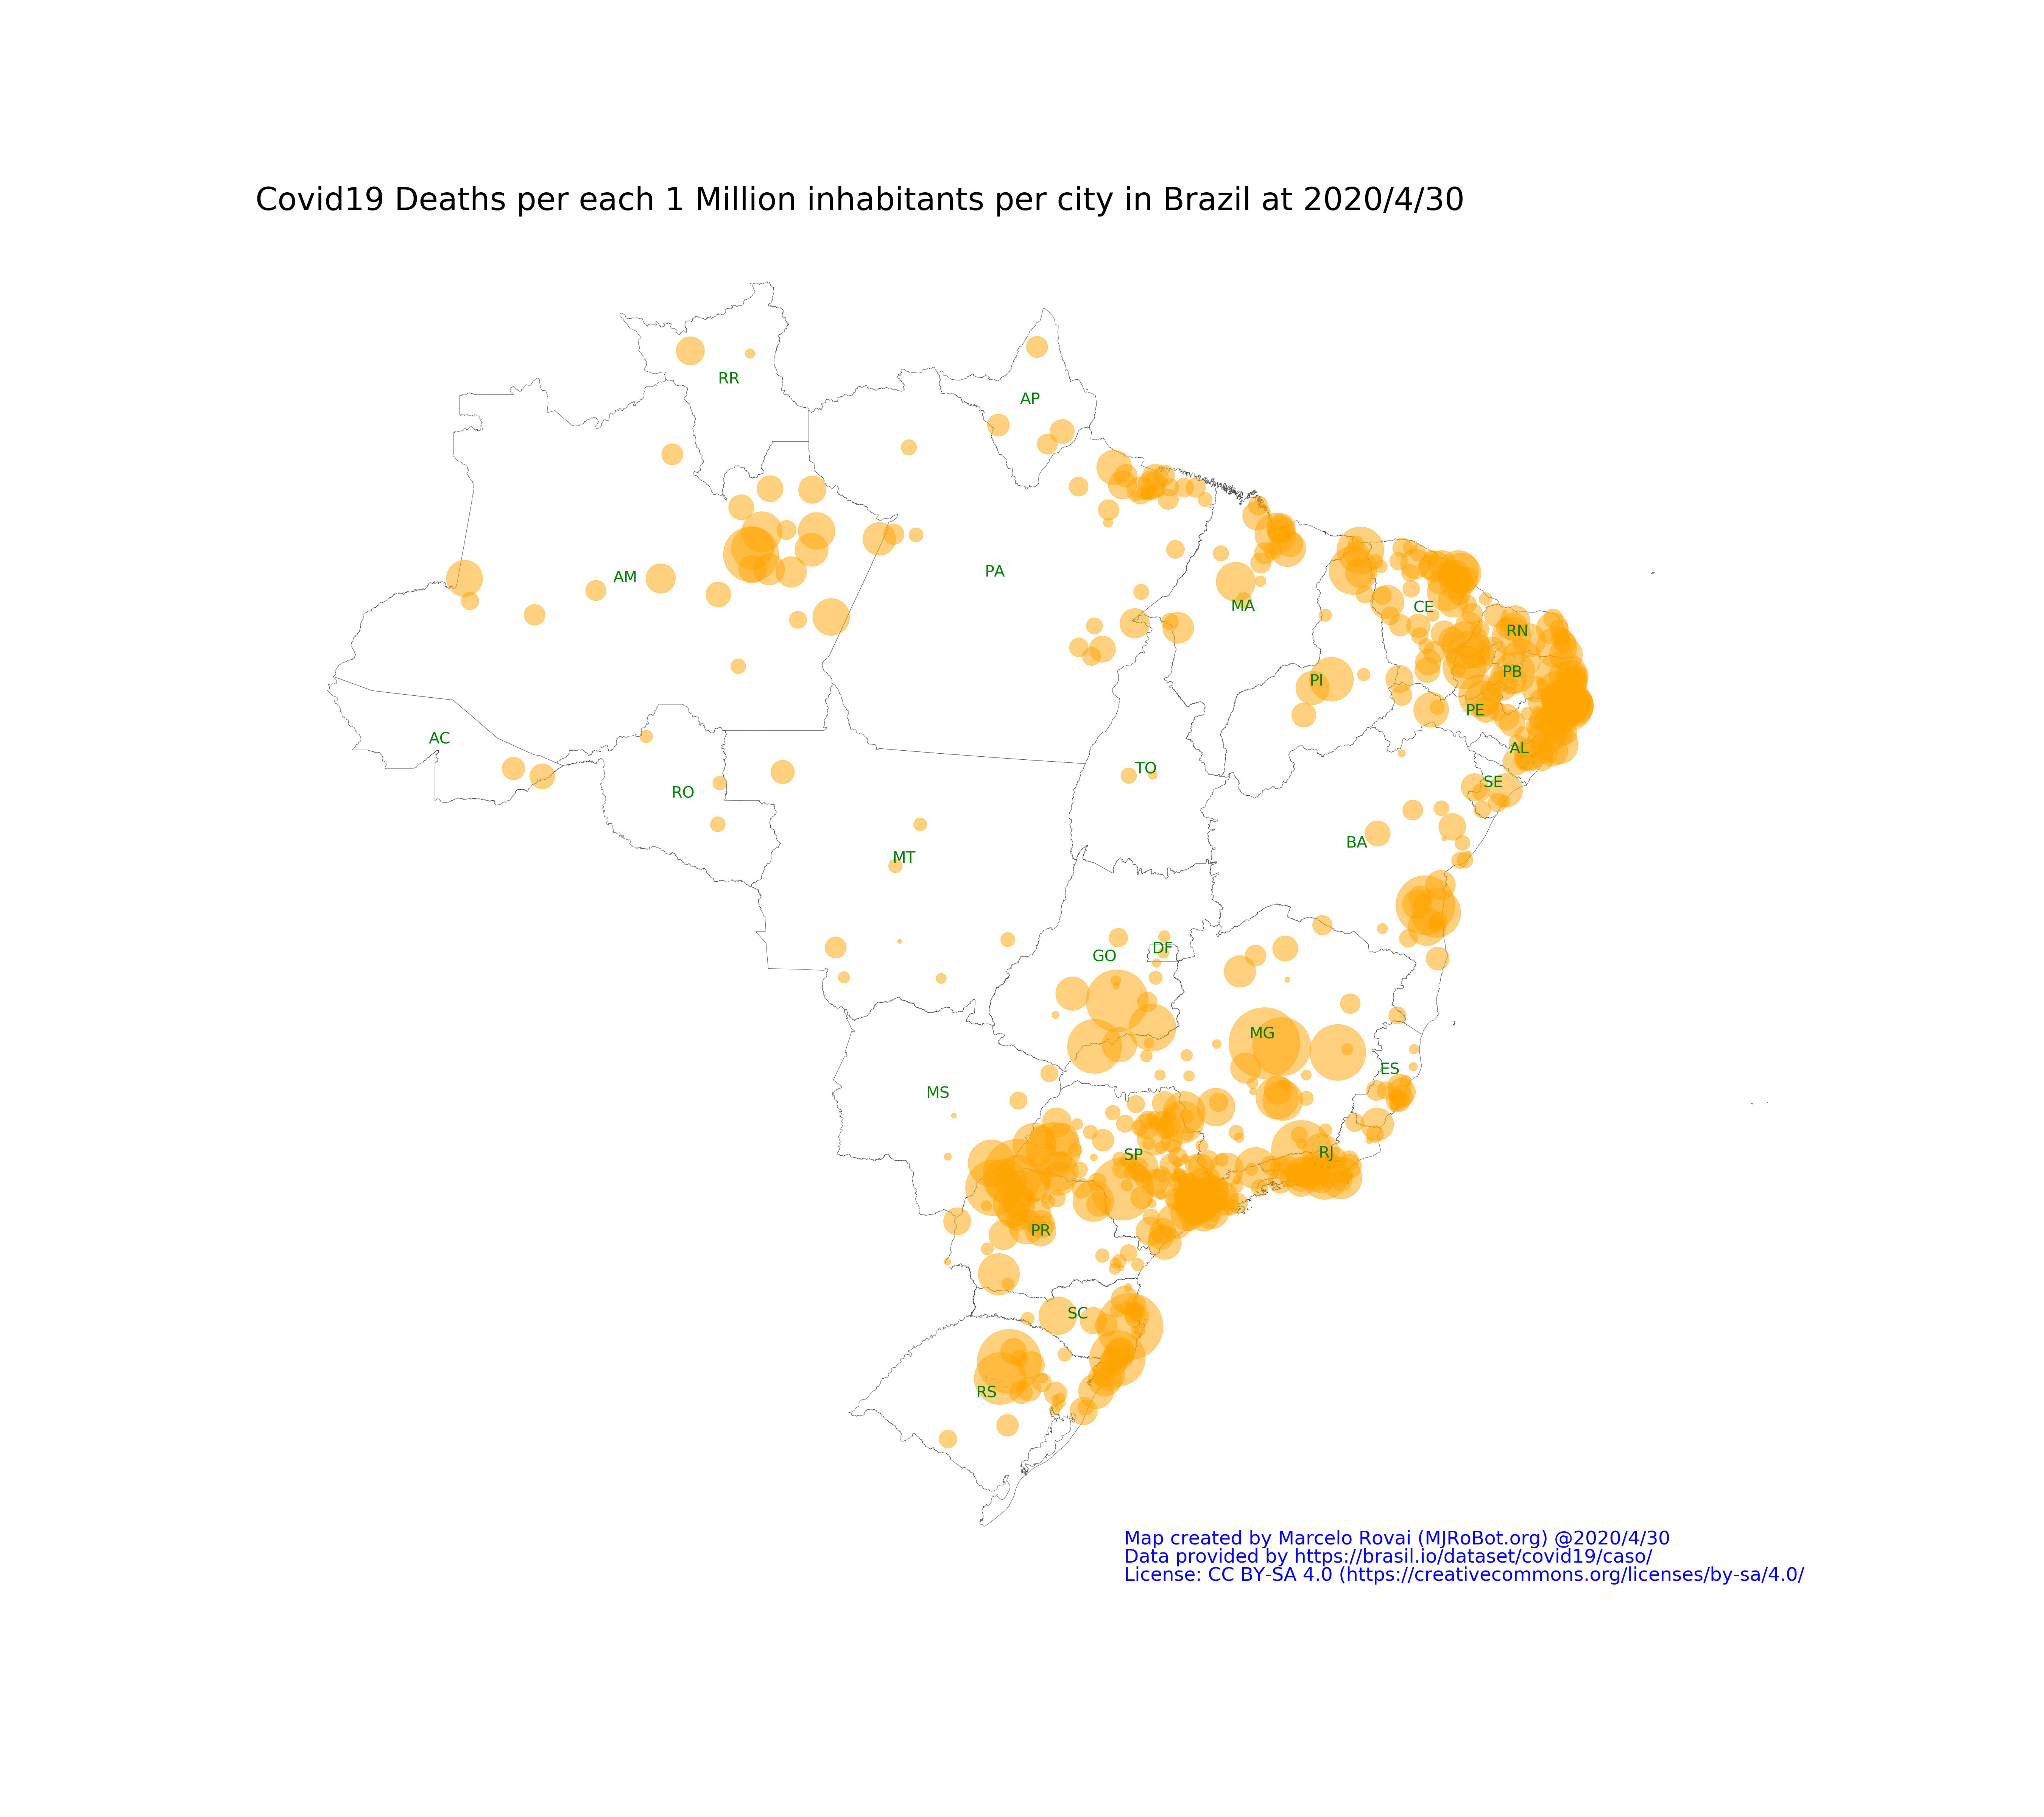 Covid19 Deaths per each 1 Million inhabitants per city in Brazil at 2020/4/30
RR
AP
AM
PA
MA
CE
RN
PB
PI
PE
AC
AL
TO
SE
RO
BA
MT
DF
GO
MG
ES
MS
RJ
SP
PR
SC
RS
Map created by Marcelo Rovai (MJRoBot.org) @2020/4/30
Data provided by https://brasil.io/dataset/covid19/caso/
License: CC BY-SA 4.0 (https://creativecommons.org/licenses/by-sa/4.0/